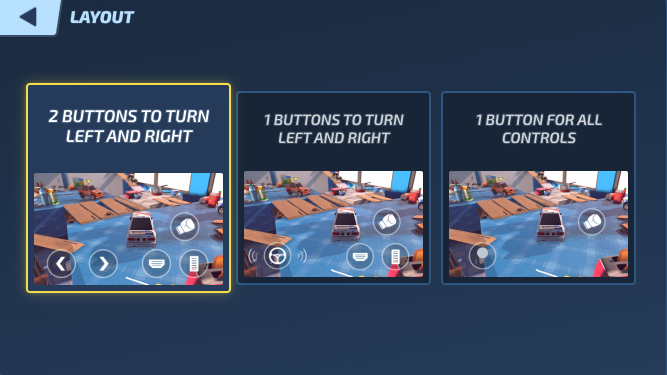 LAYOUT
2 BUTTONS TO TURN
LEFT AND RIGHT
1 BUTTONS TO TURN
LEFT AND RIGHT
1 BUTTON FOR ALL
CONTROLS